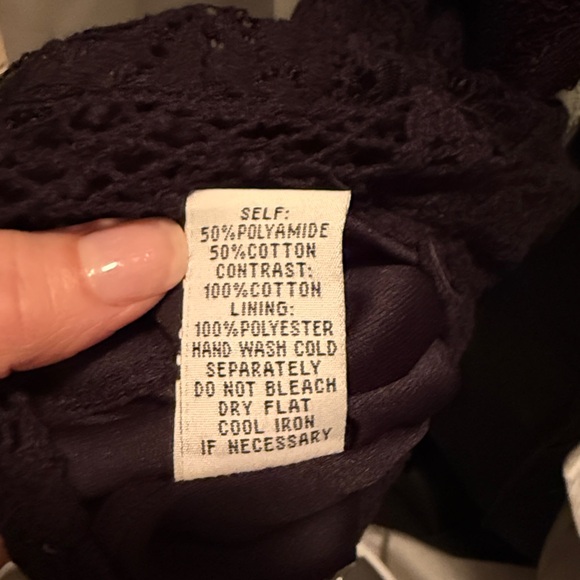 SELF:
50%POLYAMIDE
50%COTTON
CONTRAST:
100%COTTON
LINING:
100%POLYESTER
HAND WASH COLD
SEPARATELY
DO NOT BLEACH
DRY FLAT
COOL IRON
IF NECESSARY